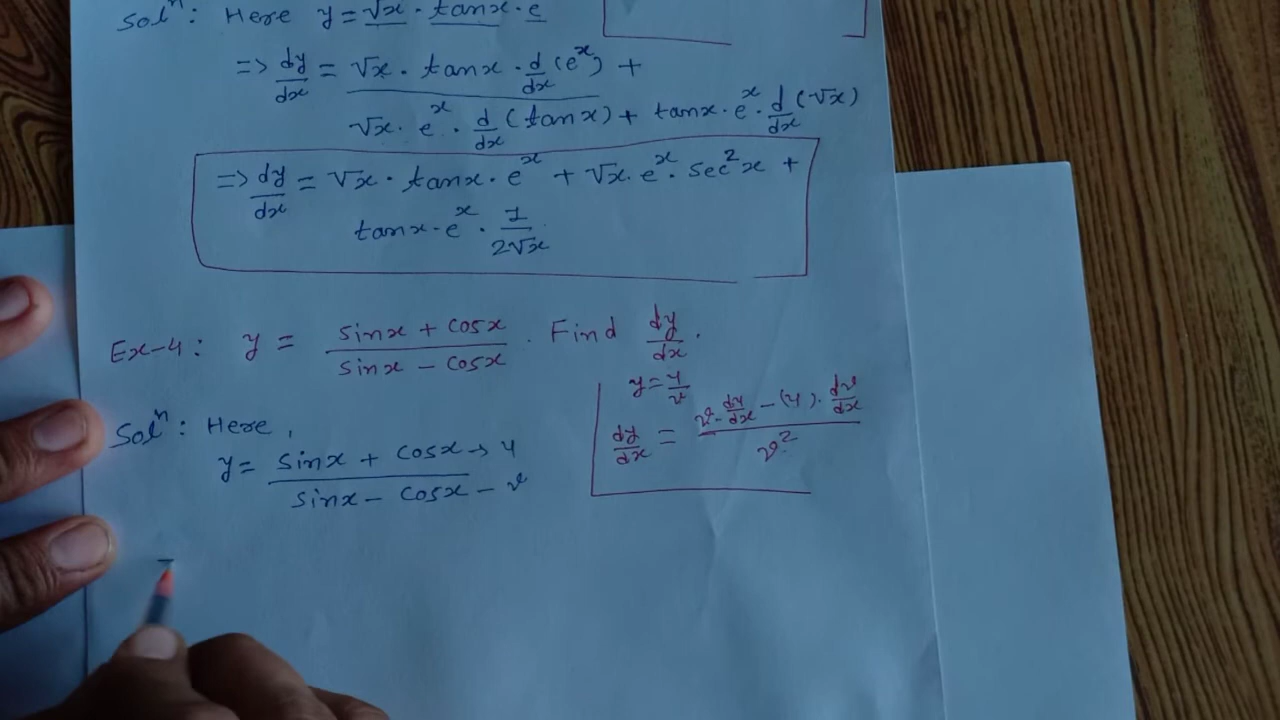 Solⁿ: Here y = √x · tanx · e
=> dy/dx = √x · tanx · d/dx (eˣ) +
√x · eˣ · d/dx (tanx) + tanx · eˣ · d/dx (√x)
=> dy/dx = √x · tanx · eˣ + √x · eˣ · sec²x +
tanx · eˣ · 1/2√x
Ex-4: y = sinx + cosx / sinx - cosx . Find dy/dx .
y = u/v
Solⁿ: Here,
dy/dx = v · du/dx - (u) · dv/dx / v²
y = sinx + cosx → u / sinx - cosx - v